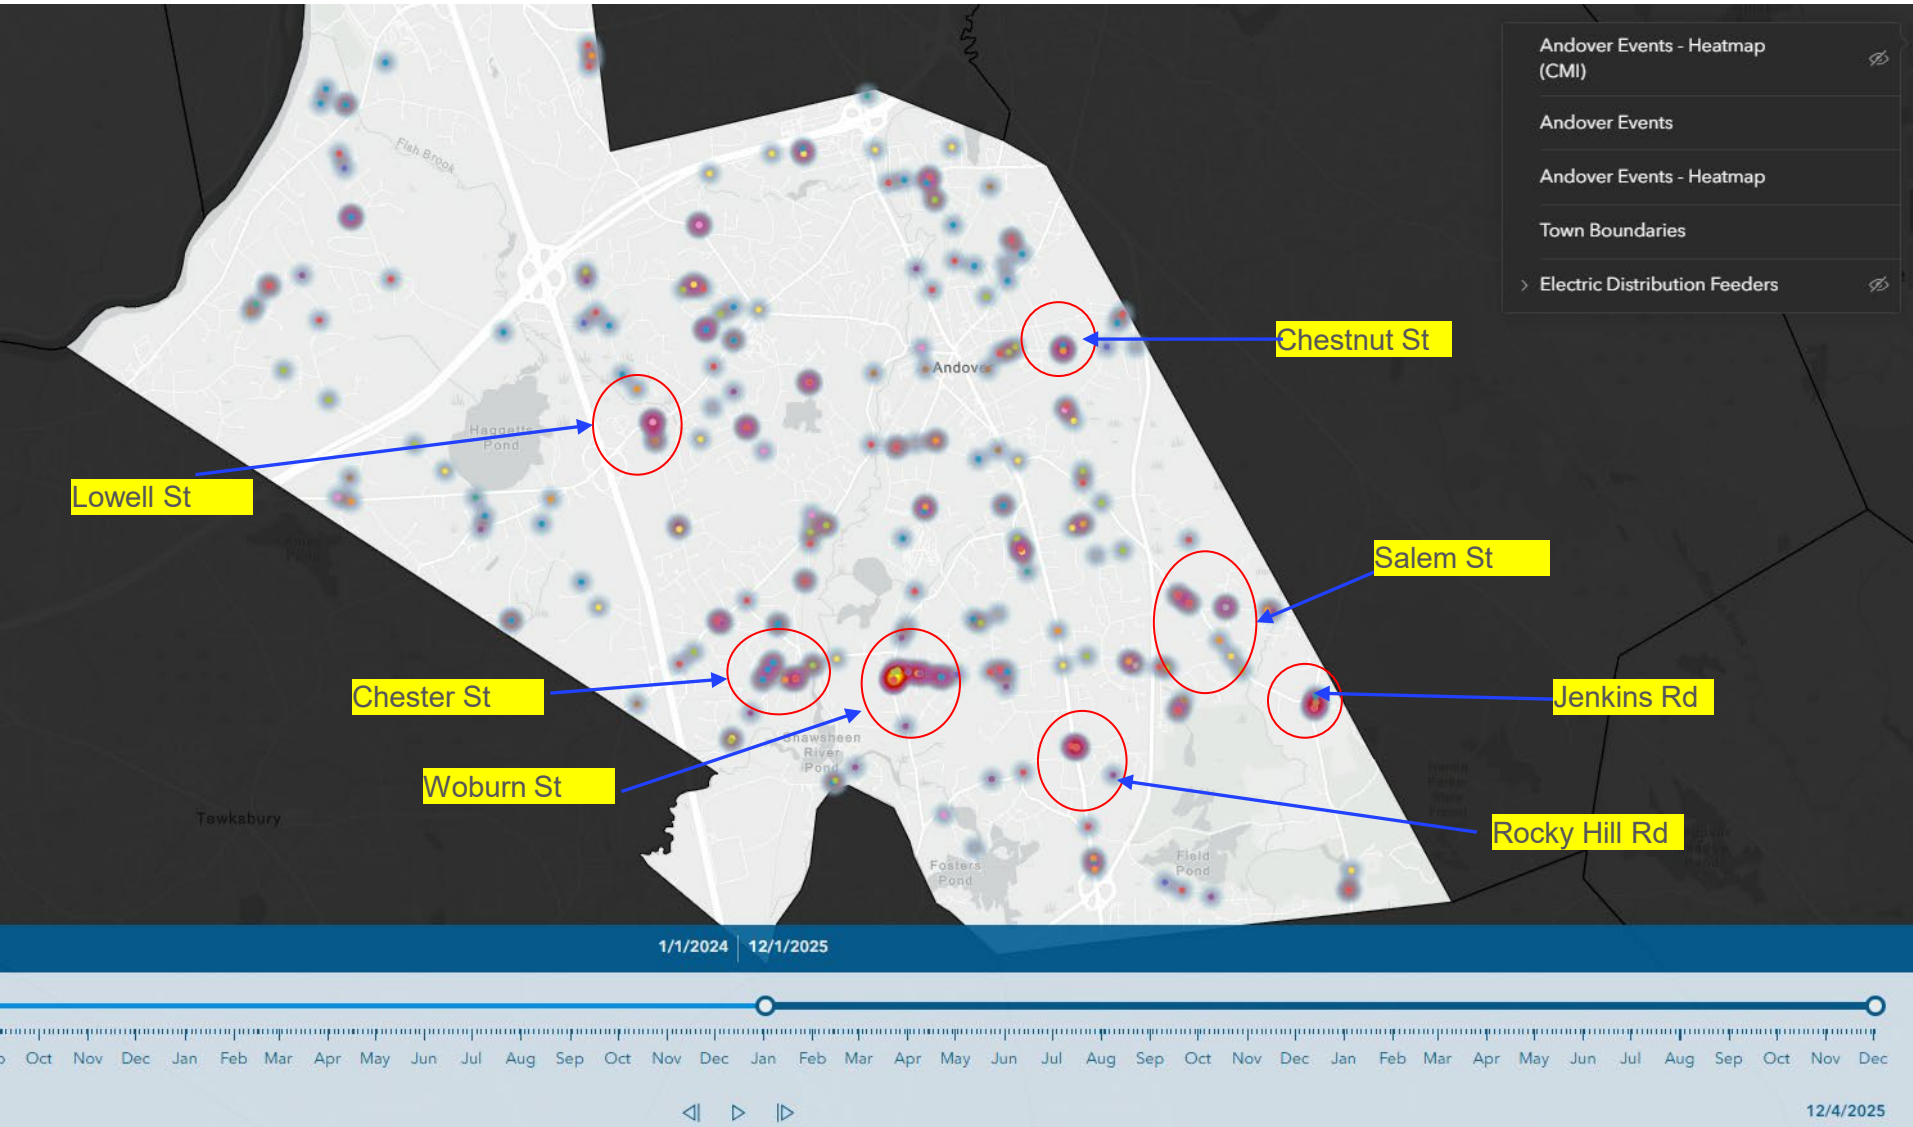 Andover Events - Heatmap
(CMI)
Andover Events
Andover Events - Heatmap
Town Boundaries
Electric Distribution Feeders
Fish Brook
Chestnut St
Andover
Haggetts
Pond
Lowell St
Salem St
Chester St
Jenkins Rd
Shawsheen
River
Pond
Woburn St
Tewksbury
Rocky Hill Rd
Fosters
Pond
Field
Pond
1/1/2024 12/1/2025
Oct Nov Dec Jan Feb Mar Apr May Jun Jul Aug Sep Oct Nov Dec Jan Feb Mar Apr May Jun Jul Aug Sep Oct Nov Dec Jan Feb Mar Apr May Jun Jul Aug Sep Oct Nov Dec
12/4/2025